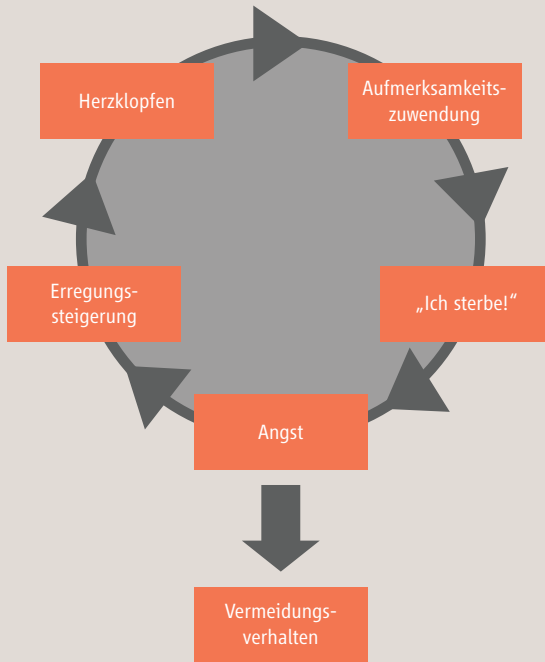 Herzklopfen
Aufmerksamkeits-
zuwendung
Erregungs-
steigerung
„Ich sterbe!“
Angst
Vermeidungs-
verhalten